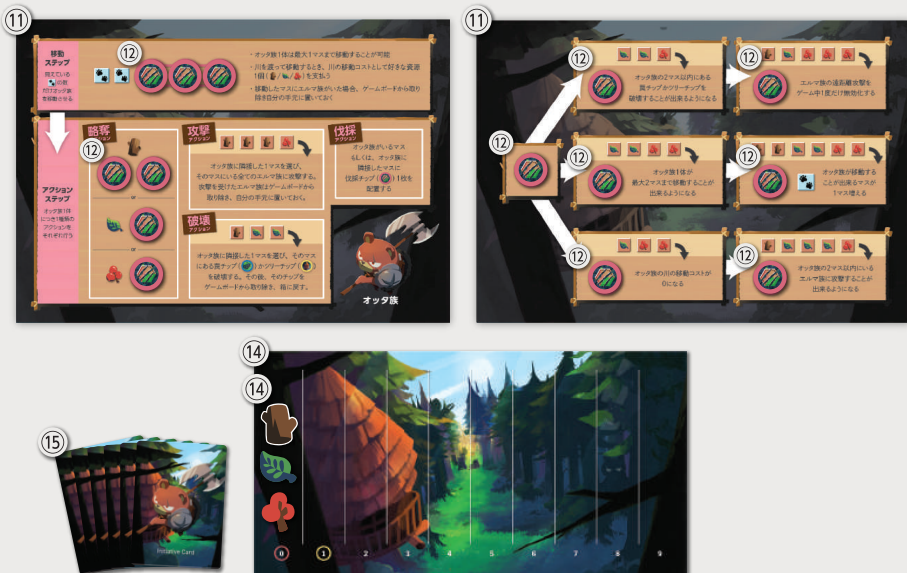 ⑪
移動
ステップ
見えている
の数
だけオッタ族
を移動させる
⑫
・オッタ族1体は最大1マスまで移動することが可能
・川を渡って移動するとき、川の移動コストとして好きな資源
1個(/ / )を支払う
・移動したマスにエルマ族がいた場合、ゲームボードから取り
除き自分の手元に置いておく
アクション
ステップ
オッタ族1体
につき1種類の
アクションを
それぞれ行う
略奪
アクション
⑫
or
or
攻撃
アクション
オッタ族に隣接した1マスを選び、
そのマスにいる全てのエルマ族に攻撃する。
攻撃を受けたエルマ族はゲームボードから
取り除き、自分の手元に置いておく。
伐採
アクション
オッタ族がいるマス
もしくは、オッタ族に
隣接したマスに
伐採チップ( )1枚を
配置する
破壊
アクション
オッタ族に隣接した1マスを選び、そのマス
にある罠チップ( )かツリーチップ( )
を破壊する。その後、そのチップを
ゲームボードから取り除き、箱に戻す。
オッタ族
⑪
⑫
⑫
オッタ族の2マス以内にある
罠チップかツリーチップを
破壊することが出来るようになる
⑫
エルマ族の遠距離攻撃を
ゲーム中1度だけ無効化する
⑫
オッタ族1体が
最大2マスまで移動することが
出来るようになる
⑫
オッタ族が移動する
ことが出来るマスが
1マス増える
⑫
オッタ族の川の移動コストが
0になる
⑫
オッタ族の2マス以内にいる
エルマ族に攻撃することが
出来るようになる
⑭
⑭
0 1 2 3 4 5 6 7 8 9
⑮
Initiative Card